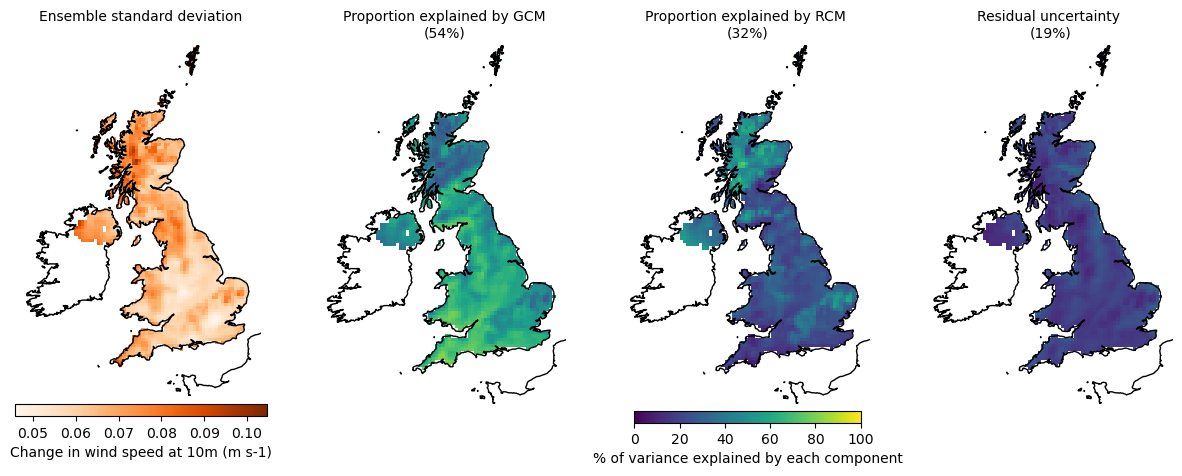 Ensemble standard deviation
Proportion explained by GCM
(54%)
Proportion explained by RCM
(32%)
Residual uncertainty
(19%)
0.05 0.06 0.07 0.08 0.09 0.10
Change in wind speed at 10m (m s-1)
0 20 40 60 80 100
% of variance explained by each component